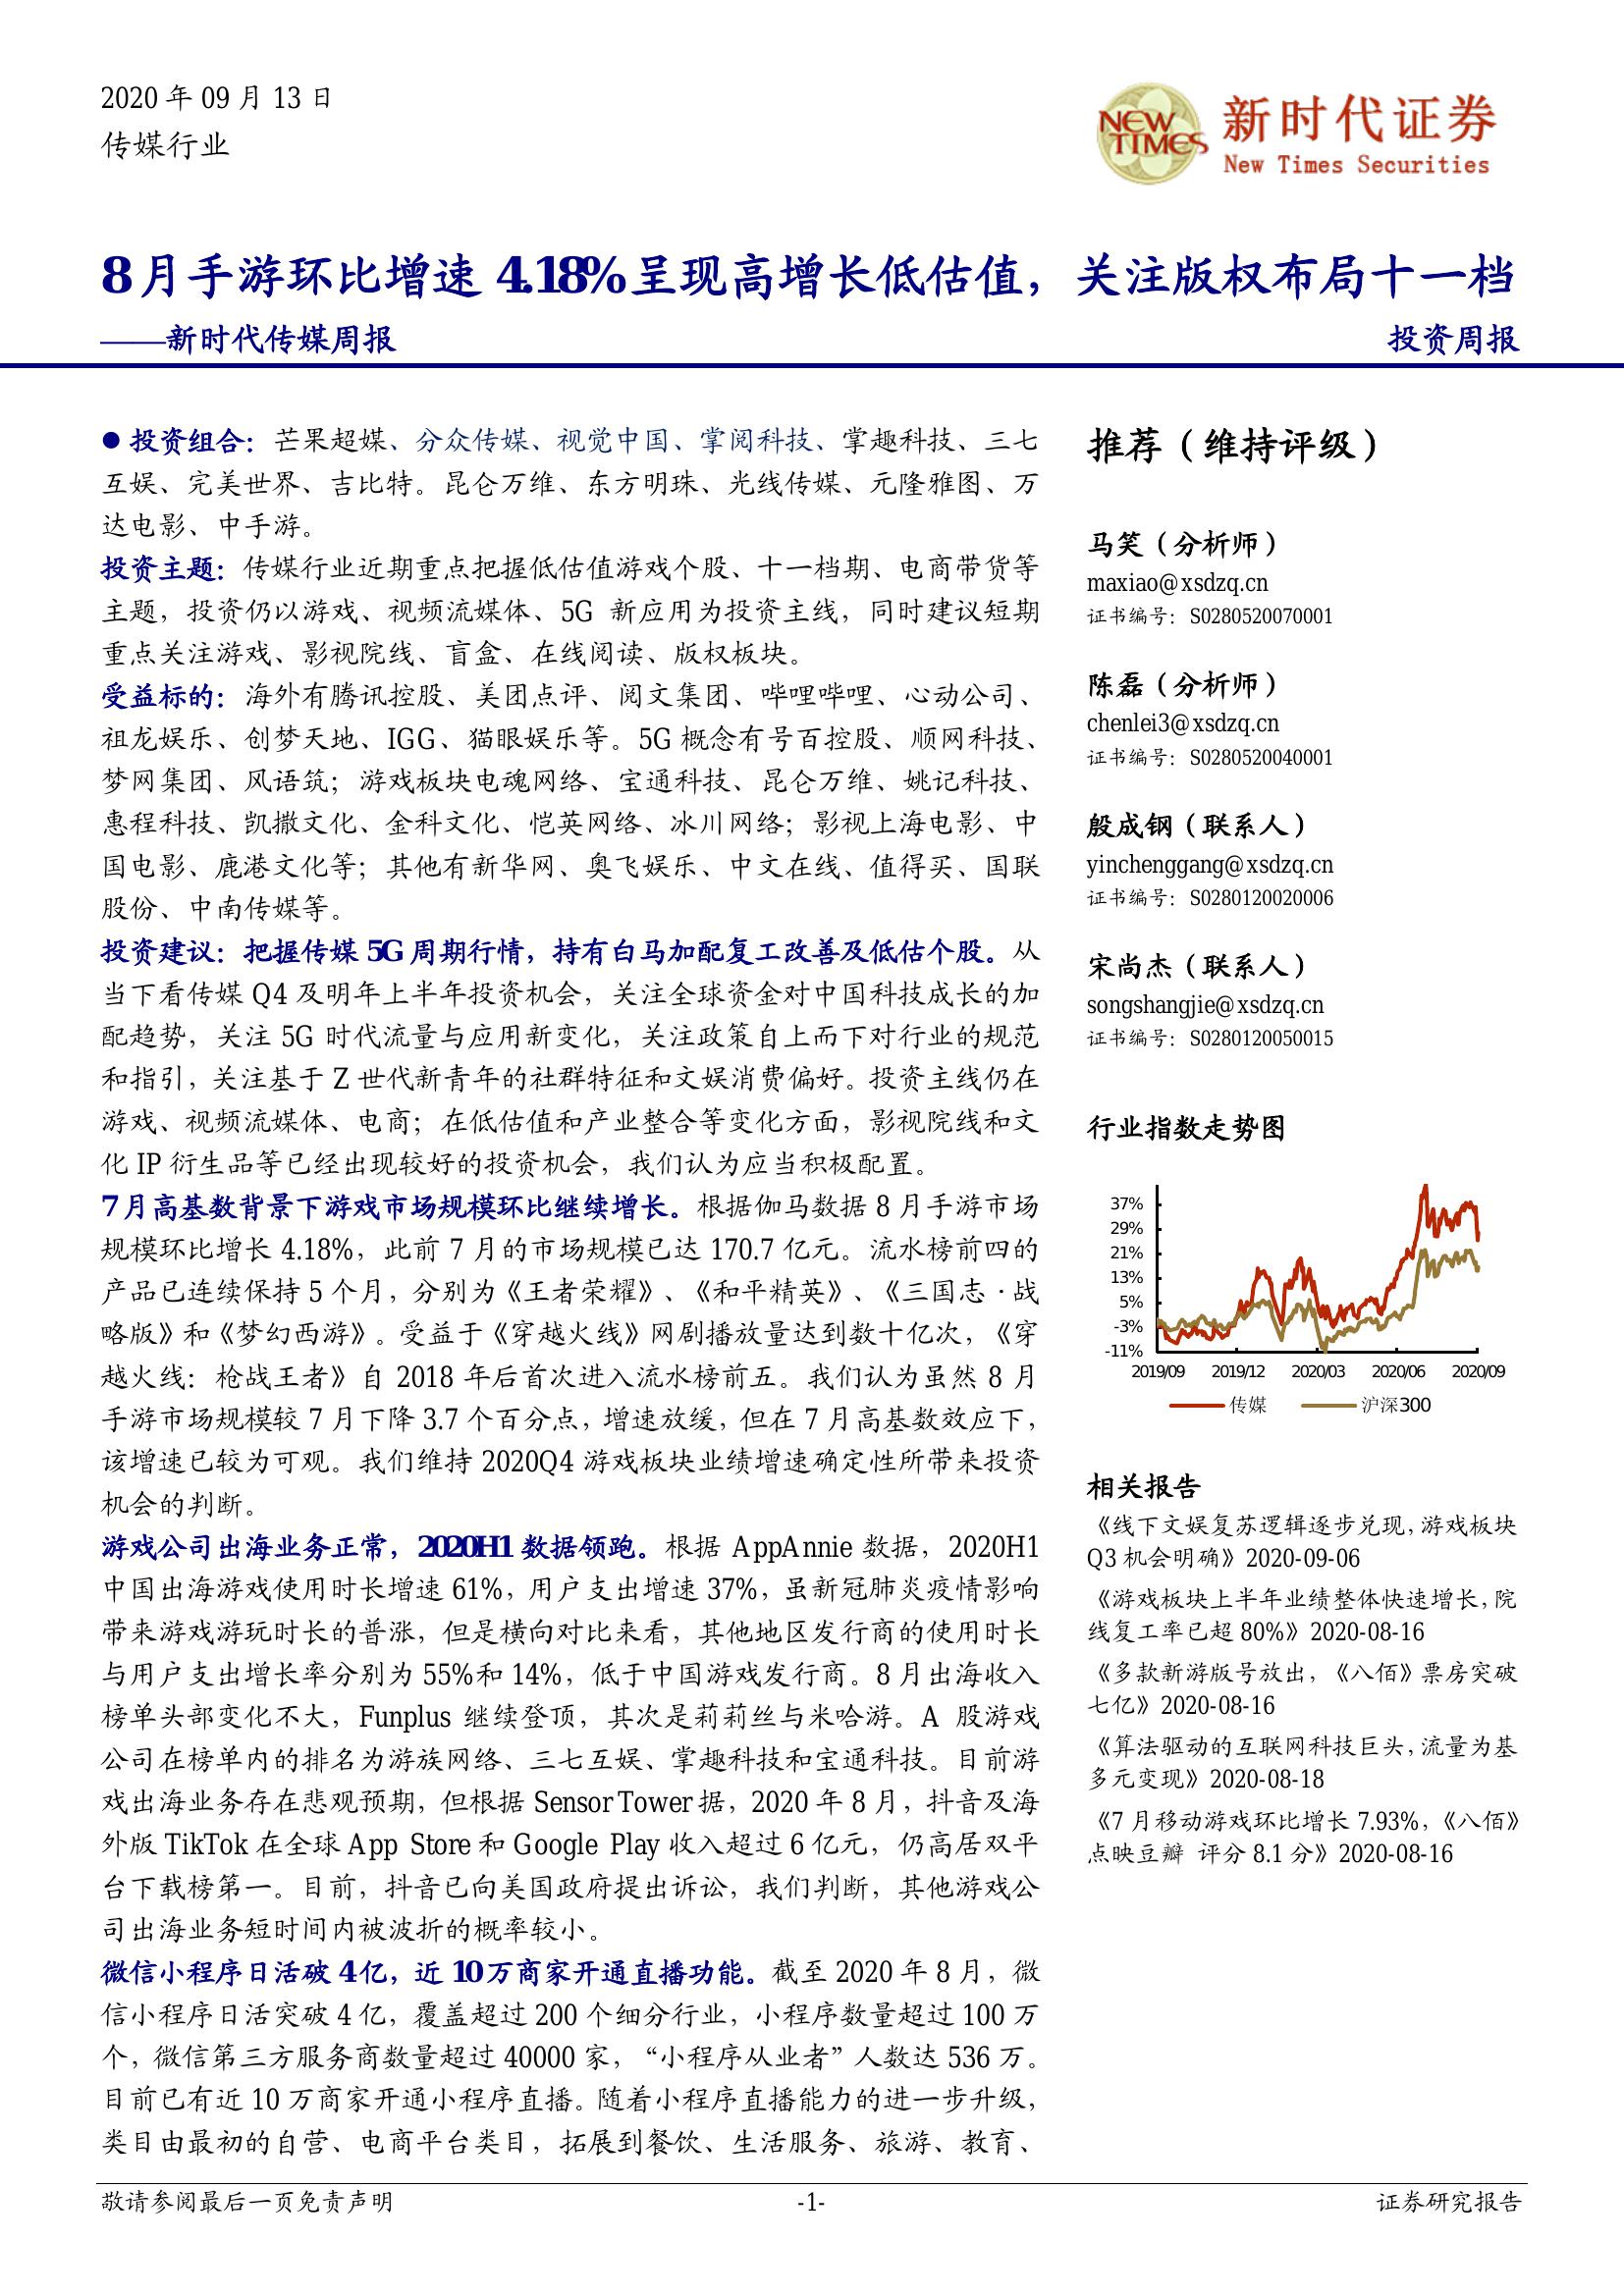 2020 年 09 月 13 日
传媒行业
NEW TIMES
新时代证券
New Times Securities
8月手游环比增速 4.18%呈现高增长低估值，关注版权布局十一档
——新时代传媒周报
投资周报
● 投资组合：芒果超媒、分众传媒、视觉中国、掌阅科技、掌趣科技、三七
互娱、完美世界、吉比特。昆仑万维、东方明珠、光线传媒、元隆雅图、万
达电影、中手游。
投资主题：传媒行业近期重点把握低估值游戏个股、十一档期、电商带货等
主题，投资仍以游戏、视频流媒体、5G 新应用为投资主线，同时建议短期
重点关注游戏、影视院线、盲盒、在线阅读、版权板块。
受益标的：海外有腾讯控股、美团点评、阅文集团、哔哩哔哩、心动公司、
祖龙娱乐、创梦天地、IGG、猫眼娱乐等。5G 概念有号百控股、顺网科技、
梦网集团、风语筑；游戏板块电魂网络、宝通科技、昆仑万维、姚记科技、
惠程科技、凯撒文化、金科文化、恺英网络、冰川网络；影视上海电影、中
国电影、鹿港文化等；其他有新华网、奥飞娱乐、中文在线、值得买、国联
股份、中南传媒等。
投资建议：把握传媒 5G 周期行情，持有白马加配复工改善及低估个股。从
当下看传媒 Q4 及明年上半年投资机会，关注全球资金对中国科技成长的加
配趋势，关注 5G 时代流量与应用新变化，关注政策自上而下对行业的规范
和指引，关注基于 Z 世代新青年的社群特征和文娱消费偏好。投资主线仍在
游戏、视频流媒体、电商；在低估值和产业整合等变化方面，影视院线和文
化 IP 衍生品等已经出现较好的投资机会，我们认为应当积极配置。
7 月高基数背景下游戏市场规模环比继续增长。根据伽马数据 8 月手游市场
规模环比增长 4.18%，此前 7 月的市场规模已达 170.7 亿元。流水榜前四的
产品已连续保持 5 个月，分别为《王者荣耀》、《和平精英》、《三国志·战
略版》和《梦幻西游》。受益于《穿越火线》网剧播放量达到数十亿次，《穿
越火线：枪战王者》自 2018 年后首次进入流水榜前五。我们认为虽然 8 月
手游市场规模较 7 月下降 3.7 个百分点，增速放缓，但在 7 月高基数效应下，
该增速已较为可观。我们维持 2020Q4 游戏板块业绩增速确定性所带来投资
机会的判断。
游戏公司出海业务正常，2020H1 数据领跑。根据 AppAnnie 数据，2020H1
中国出海游戏使用时长增速 61%，用户支出增速 37%，虽新冠肺炎疫情影响
带来游戏游玩时长的普涨，但是横向对比来看，其他地区发行商的使用时长
与用户支出增长率分别为 55%和 14%，低于中国游戏发行商。8 月出海收入
榜单头部变化不大，Funplus 继续登顶，其次是莉莉丝与米哈游。A 股游戏
公司在榜单内的排名为游族网络、三七互娱、掌趣科技和宝通科技。目前游
戏出海业务存在悲观预期，但根据 Sensor Tower 据，2020 年 8 月，抖音及海
外版 TikTok 在全球 App Store 和 Google Play 收入超过 6 亿元，仍高居双平
台下载榜第一。目前，抖音已向美国政府提出诉讼，我们判断，其他游戏公
司出海业务短时间内被波折的概率较小。
微信小程序日活破 4 亿，近 10 万商家开通直播功能。截至 2020 年 8 月，微
信小程序日活突破 4 亿，覆盖超过 200 个细分行业，小程序数量超过 100 万
个，微信第三方服务商数量超过 40000 家，“小程序从业者”人数达 536 万。
目前已有近 10 万商家开通小程序直播。随着小程序直播能力的进一步升级，
类目由最初的自营、电商平台类目，拓展到餐饮、生活服务、旅游、教育、
推荐（维持评级）
马笑（分析师）
maxiao@xsdzq.cn
证书编号：S0280520070001
陈磊（分析师）
chenlei3@xsdzq.cn
证书编号：S0280520040001
殷成钢（联系人）
yinchenggang@xsdzq.cn
证书编号：S0280120020006
宋尚杰（联系人）
songshangjie@xsdzq.cn
证书编号：S0280120050015
行业指数走势图
37%
29%
21%
13%
5%
-3%
-11%
2019/09 2019/12 2020/03 2020/06 2020/09
传媒 沪深300
相关报告
《线下文娱复苏逻辑逐步兑现，游戏板块
Q3 机会明确》2020-09-06
《游戏板块上半年业绩整体快速增长，院
线复工率已超 80%》2020-08-16
《多款新游版号放出，《八佰》票房突破
七亿》2020-08-16
《算法驱动的互联网科技巨头，流量为基
多元变现》2020-08-18
《7 月移动游戏环比增长 7.93%，《八佰》
点映豆瓣 评分 8.1 分》2020-08-16
敬请参阅最后一页免责声明
-1-
证券研究报告